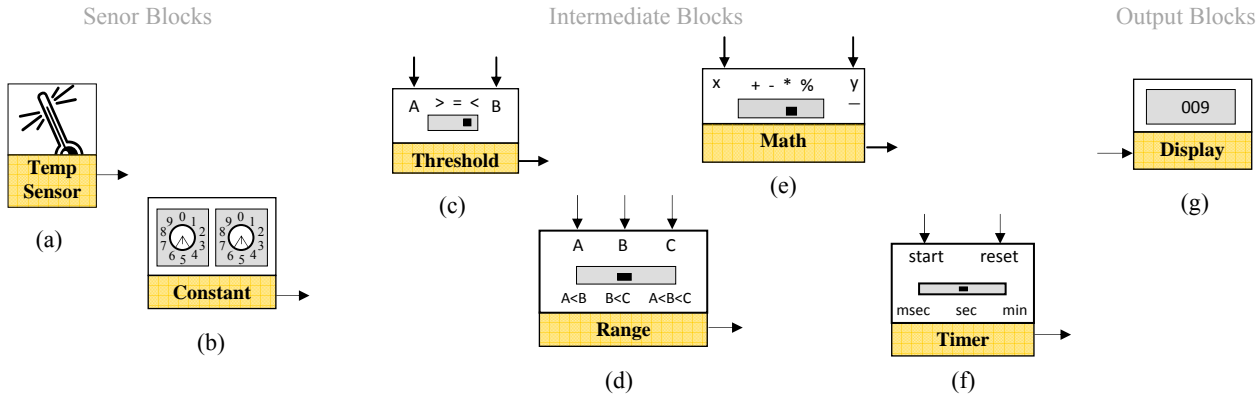 Senor Blocks
Intermediate Blocks
Output Blocks
Temp
Sensor
(a)
9 0 1
8 2
7 3
6 5 4
9 0 1
8 2
7 3
6 5 4
Constant
(b)
A > = < B
Threshold
(c)
A B C
A<B B<C A<B<C
Range
(d)
x + - * % y
Math
(e)
start reset
msec sec min
Timer
(f)
009
Display
(g)